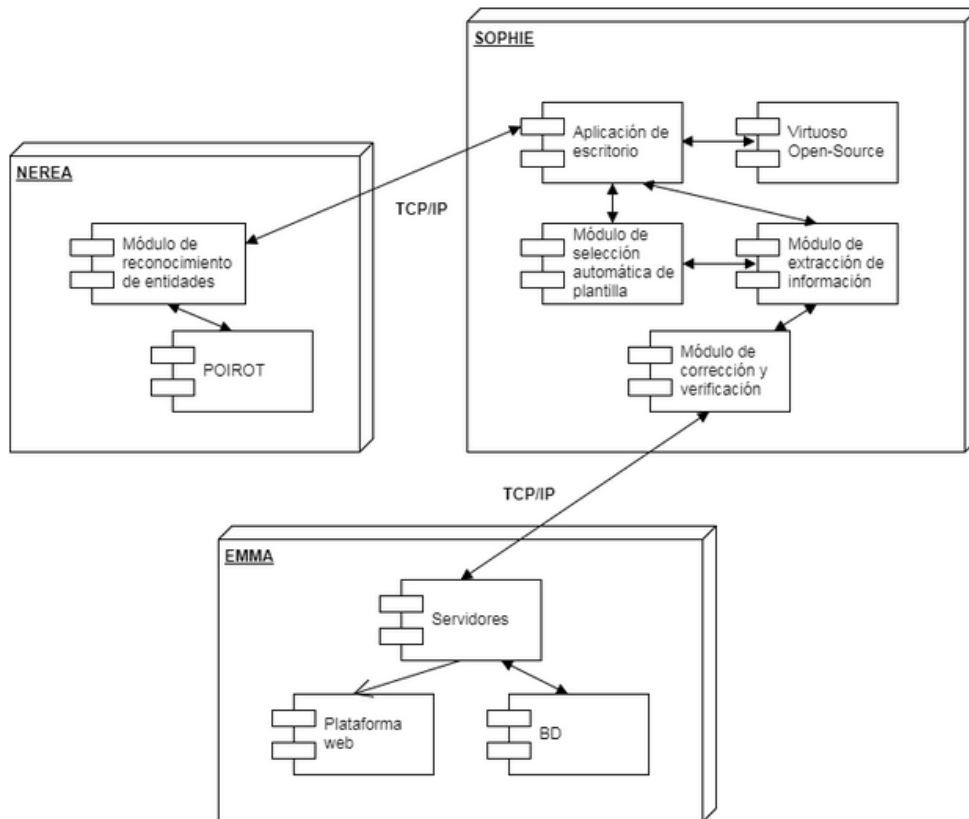 SOPHIE
Aplicación de
escritorio
Virtuoso
Open-Source
NEREA
TCP/IP
Módulo de
reconocimiento
de entidades
Módulo de
selección
automática de
plantilla
Módulo de
extracción de
información
POIROT
Módulo de
corrección y
verificación
TCP/IP
EMMA
Servidores
Plataforma
web
BD